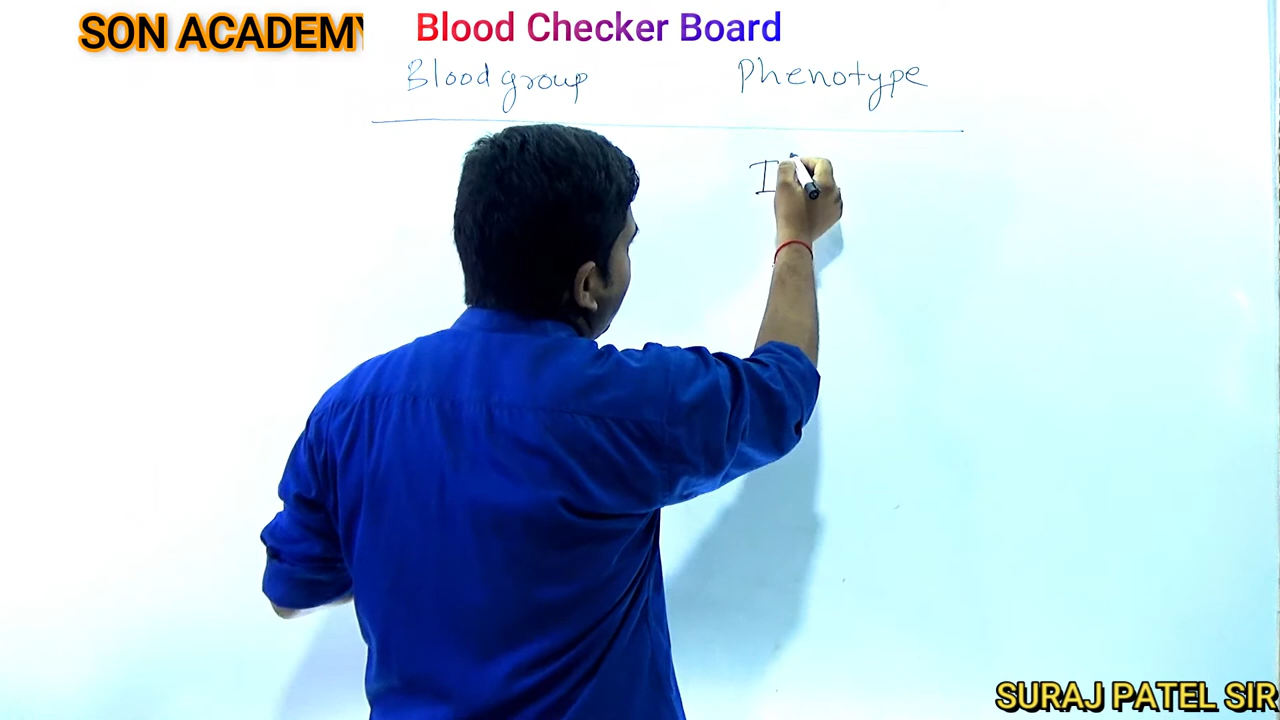 SON ACADEMY
Blood Checker Board
Blood group Phenotype
I
SURAJ PATEL SIR